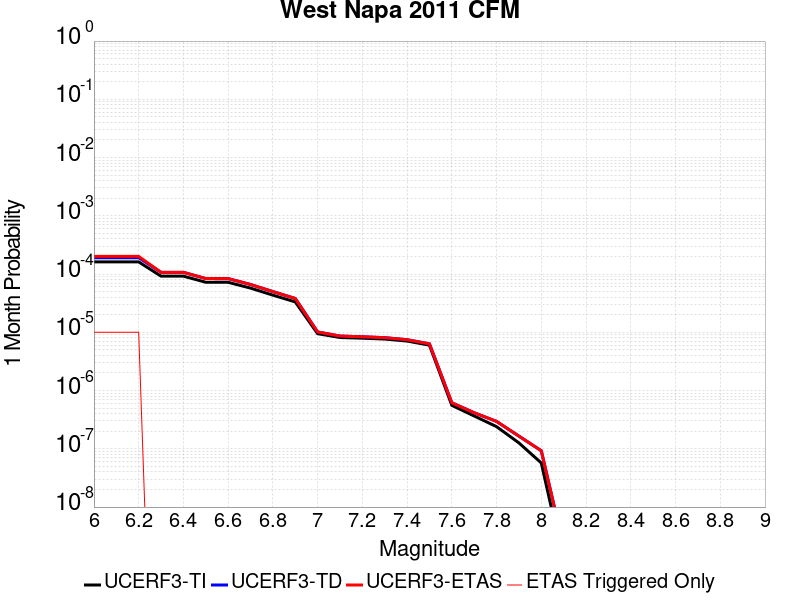 West Napa 2011 CFM
10^0
10^-1
10^-2
10^-3
10^-4
10^-5
10^-6
10^-7
10^-8
1 Month Probability
6 6.2 6.4 6.6 6.8 7 7.2 7.4 7.6 7.8 8 8.2 8.4 8.6 8.8 9
Magnitude
UCERF3-TI UCERF3-TD UCERF3-ETAS ETAS Triggered Only